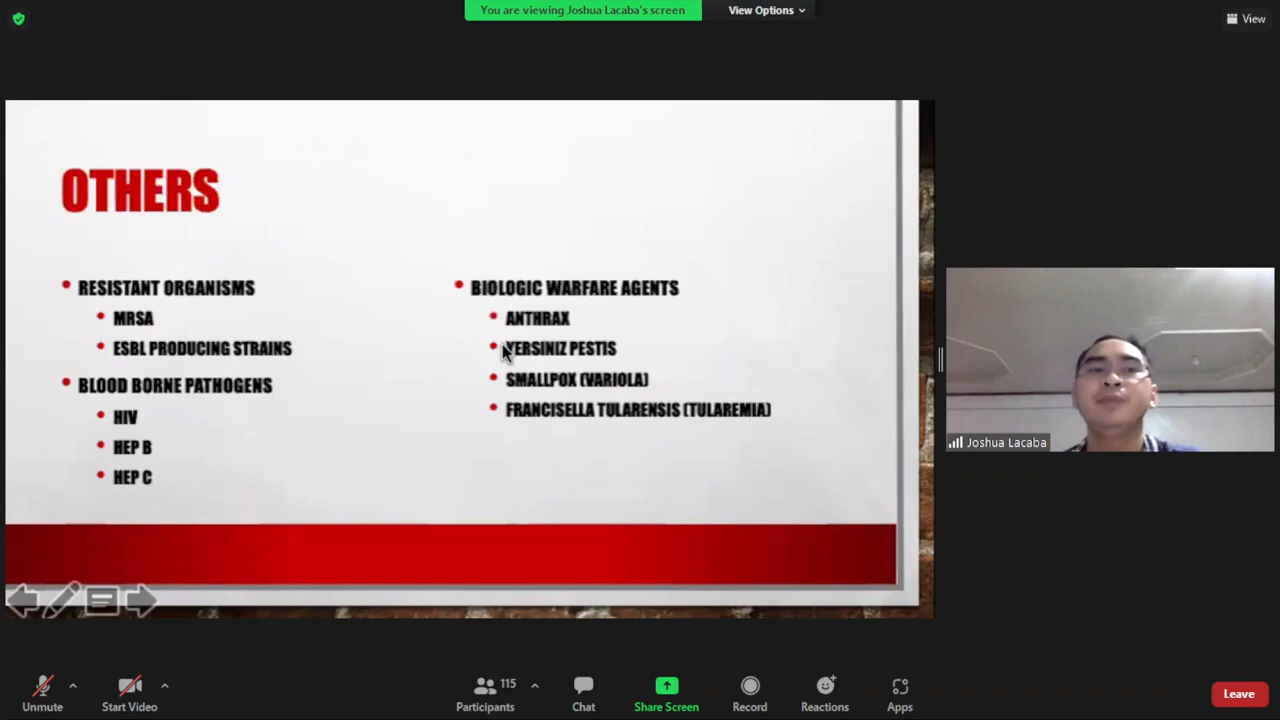 You are viewing Joshua Lacaba's screen
View Options
View
OTHERS
RESISTANT ORGANISMS
MRSA
ESBL PRODUCING STRAINS
BLOOD BORNE PATHOGENS
HIV
HEP B
HEP C
BIOLOGIC WARFARE AGENTS
ANTHRAX
YERSINIZ PESTIS
SMALLPOX (VARIOLA)
FRANCISELLA TULARENSIS (TULAREMIA)
Joshua Lacaba
Unmute
Start Video
115
Participants
Chat
Share Screen
Record
Reactions
Apps
Leave